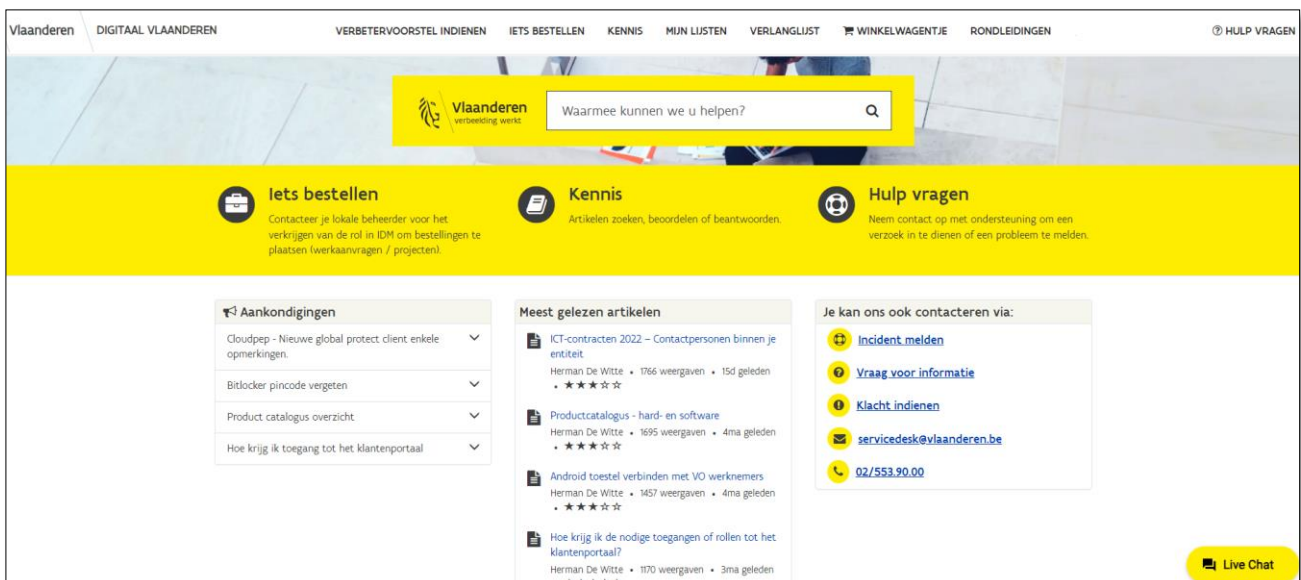 Vlaanderen
DIGITAAL VLAANDEREN
VERBETERVOORSTEL INDIENEN
IETS BESTELLEN
KENNIS
MIJN LIJSTEN
VERLANGLIJST
WINKELWAGENTJE
RONDLEIDINGEN
HULP VRAGEN
Vlaanderen
verbeelding werkt
Waarmee kunnen we u helpen?
Iets bestellen
Contacteer je lokale beheerder voor het
verkrijgen van de rol in IDM om bestellingen te
plaatsen (werkaanvragen / projecten).
Kennis
Artikelen zoeken, beoordelen of beantwoorden.
Hulp vragen
Neem contact op met ondersteuning om een
verzoek in te dienen of een probleem te melden.
Aankondigingen
Cloudpep - Nieuwe global protect client enkele
opmerkingen.
Bitlocker pincode vergeten
Product catalogus overzicht
Hoe krijg ik toegang tot het klantenportaal
Meest gelezen artikelen
ICT-contracten 2022 – Contactpersonen binnen je
entiteit
Herman De Witte • 1766 weergaven • 15d geleden
• ★★★☆☆
Productcatalogus - hard- en software
Herman De Witte • 1695 weergaven • 4ma geleden
• ★★★☆☆
Android toestel verbinden met VO werknemers
Herman De Witte • 1457 weergaven • 4ma geleden
• ★★★☆☆
Hoe krijg ik de nodige toegangen of rollen tot het
klantenportaal?
Herman De Witte • 1170 weergaven • 3ma geleden
Je kan ons ook contacteren via:
Incident melden
Vraag voor informatie
Klacht indienen
servicedesk@vlaanderen.be
02/553.90.00
Live Chat